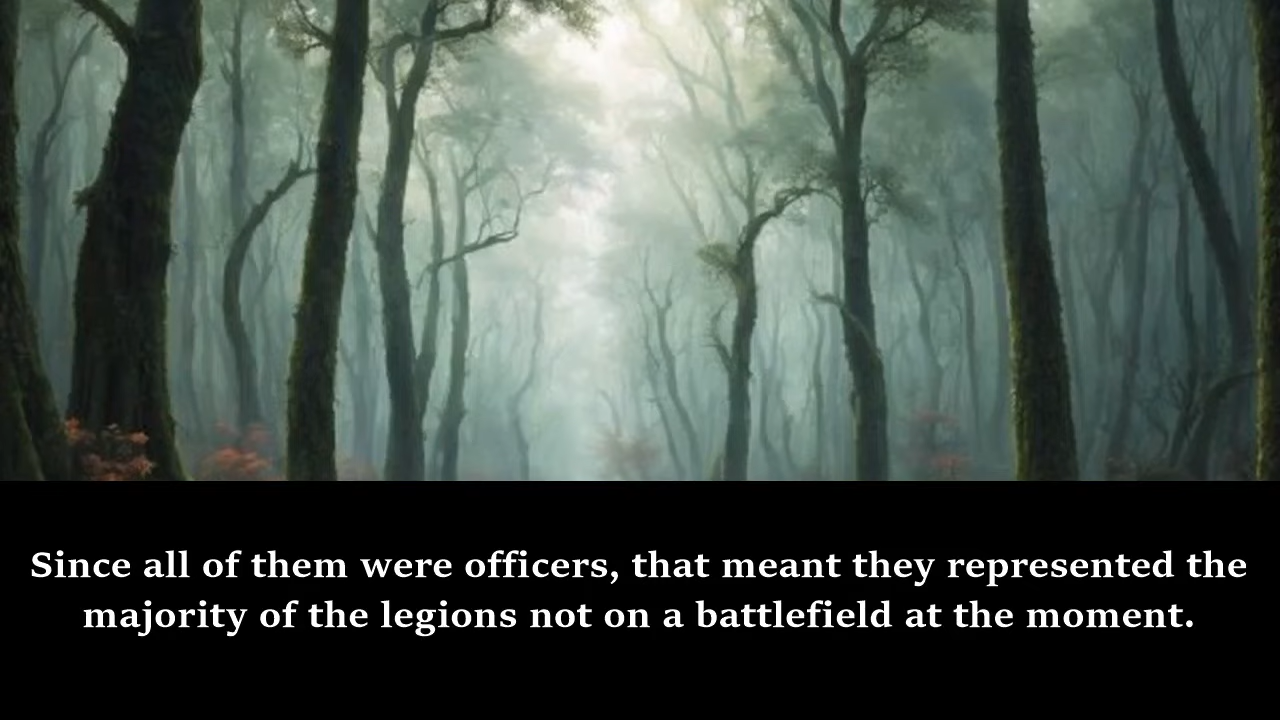 Since all of them were officers, that meant they represented the
majority of the legions not on a battlefield at the moment.